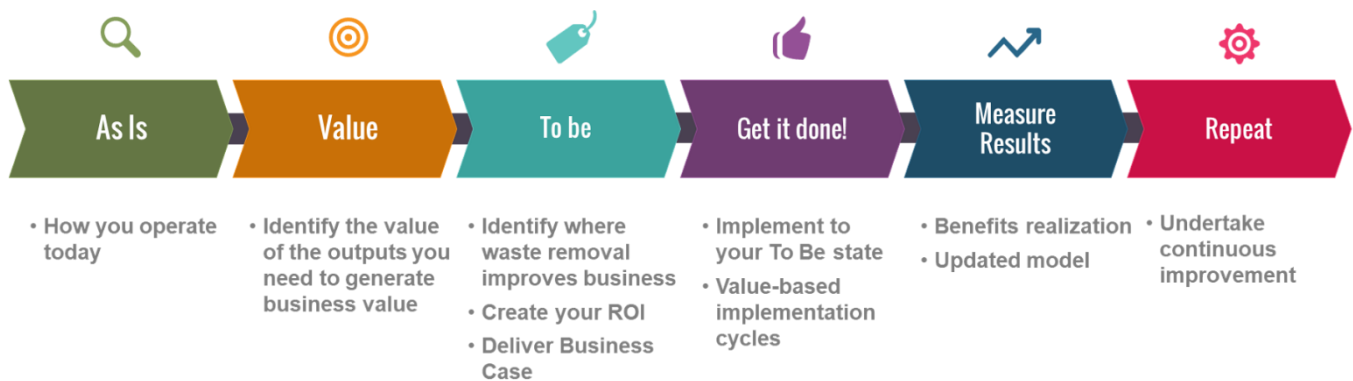 As Is
Value
To be
Get it done!
Measure
Results
Repeat
• How you operate
today
• Identify the value
of the outputs you
need to generate
business value
• Identify where
waste removal
improves business
• Create your ROI
• Deliver Business
Case
• Implement to
your To Be state
• Value-based
implementation
cycles
• Benefits realization
• Updated model
• Undertake
continuous
improvement